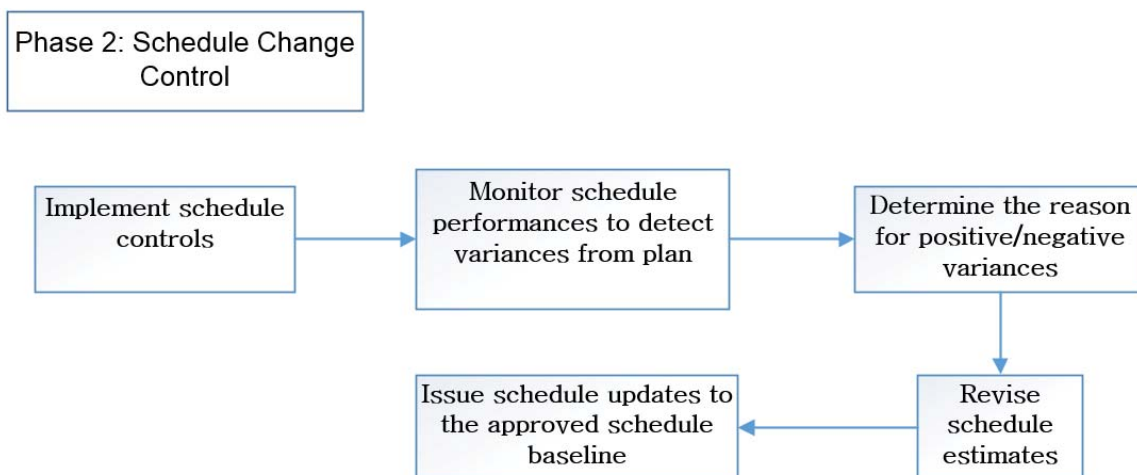 Phase 2: Schedule Change
Control
Implement schedule
controls
Monitor schedule
performances to detect
variances from plan
Determine the reason
for positive/negative
variances
Revise
schedule
estimates
Issue schedule updates to
the approved schedule
baseline